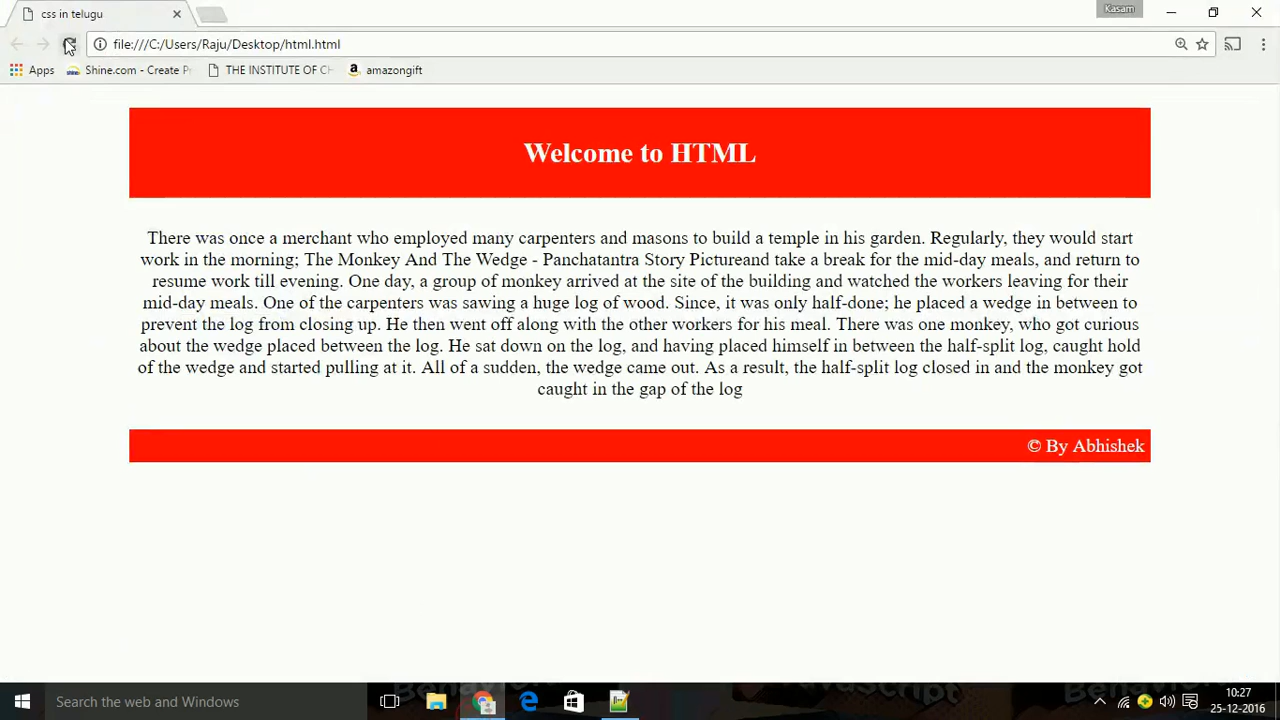 css in telugu
Kasam
file:///C:/Users/Raju/Desktop/html.html
Apps Shine.com - Create Pr THE INSTITUTE OF CH amazongift
Welcome to HTML
There was once a merchant who employed many carpenters and masons to build a temple in his garden. Regularly, they would start
work in the morning; The Monkey And The Wedge - Panchatantra Story Pictureand take a break for the mid-day meals, and return to
resume work till evening. One day, a group of monkey arrived at the site of the building and watched the workers leaving for their
mid-day meals. One of the carpenters was sawing a huge log of wood. Since, it was only half-done; he placed a wedge in between to
prevent the log from closing up. He then went off along with the other workers for his meal. There was one monkey, who got curious
about the wedge placed between the log. He sat down on the log, and having placed himself in between the half-split log, caught hold
of the wedge and started pulling at it. All of a sudden, the wedge came out. As a result, the half-split log closed in and the monkey got
caught in the gap of the log
© By Abhishek
Search the web and Windows
10:27
25-12-2016